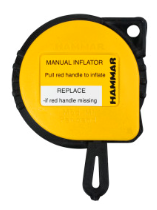 MANUAL INFLATOR
Pull red handle to inflate
REPLACE
-if red handle missing
HAMMAR